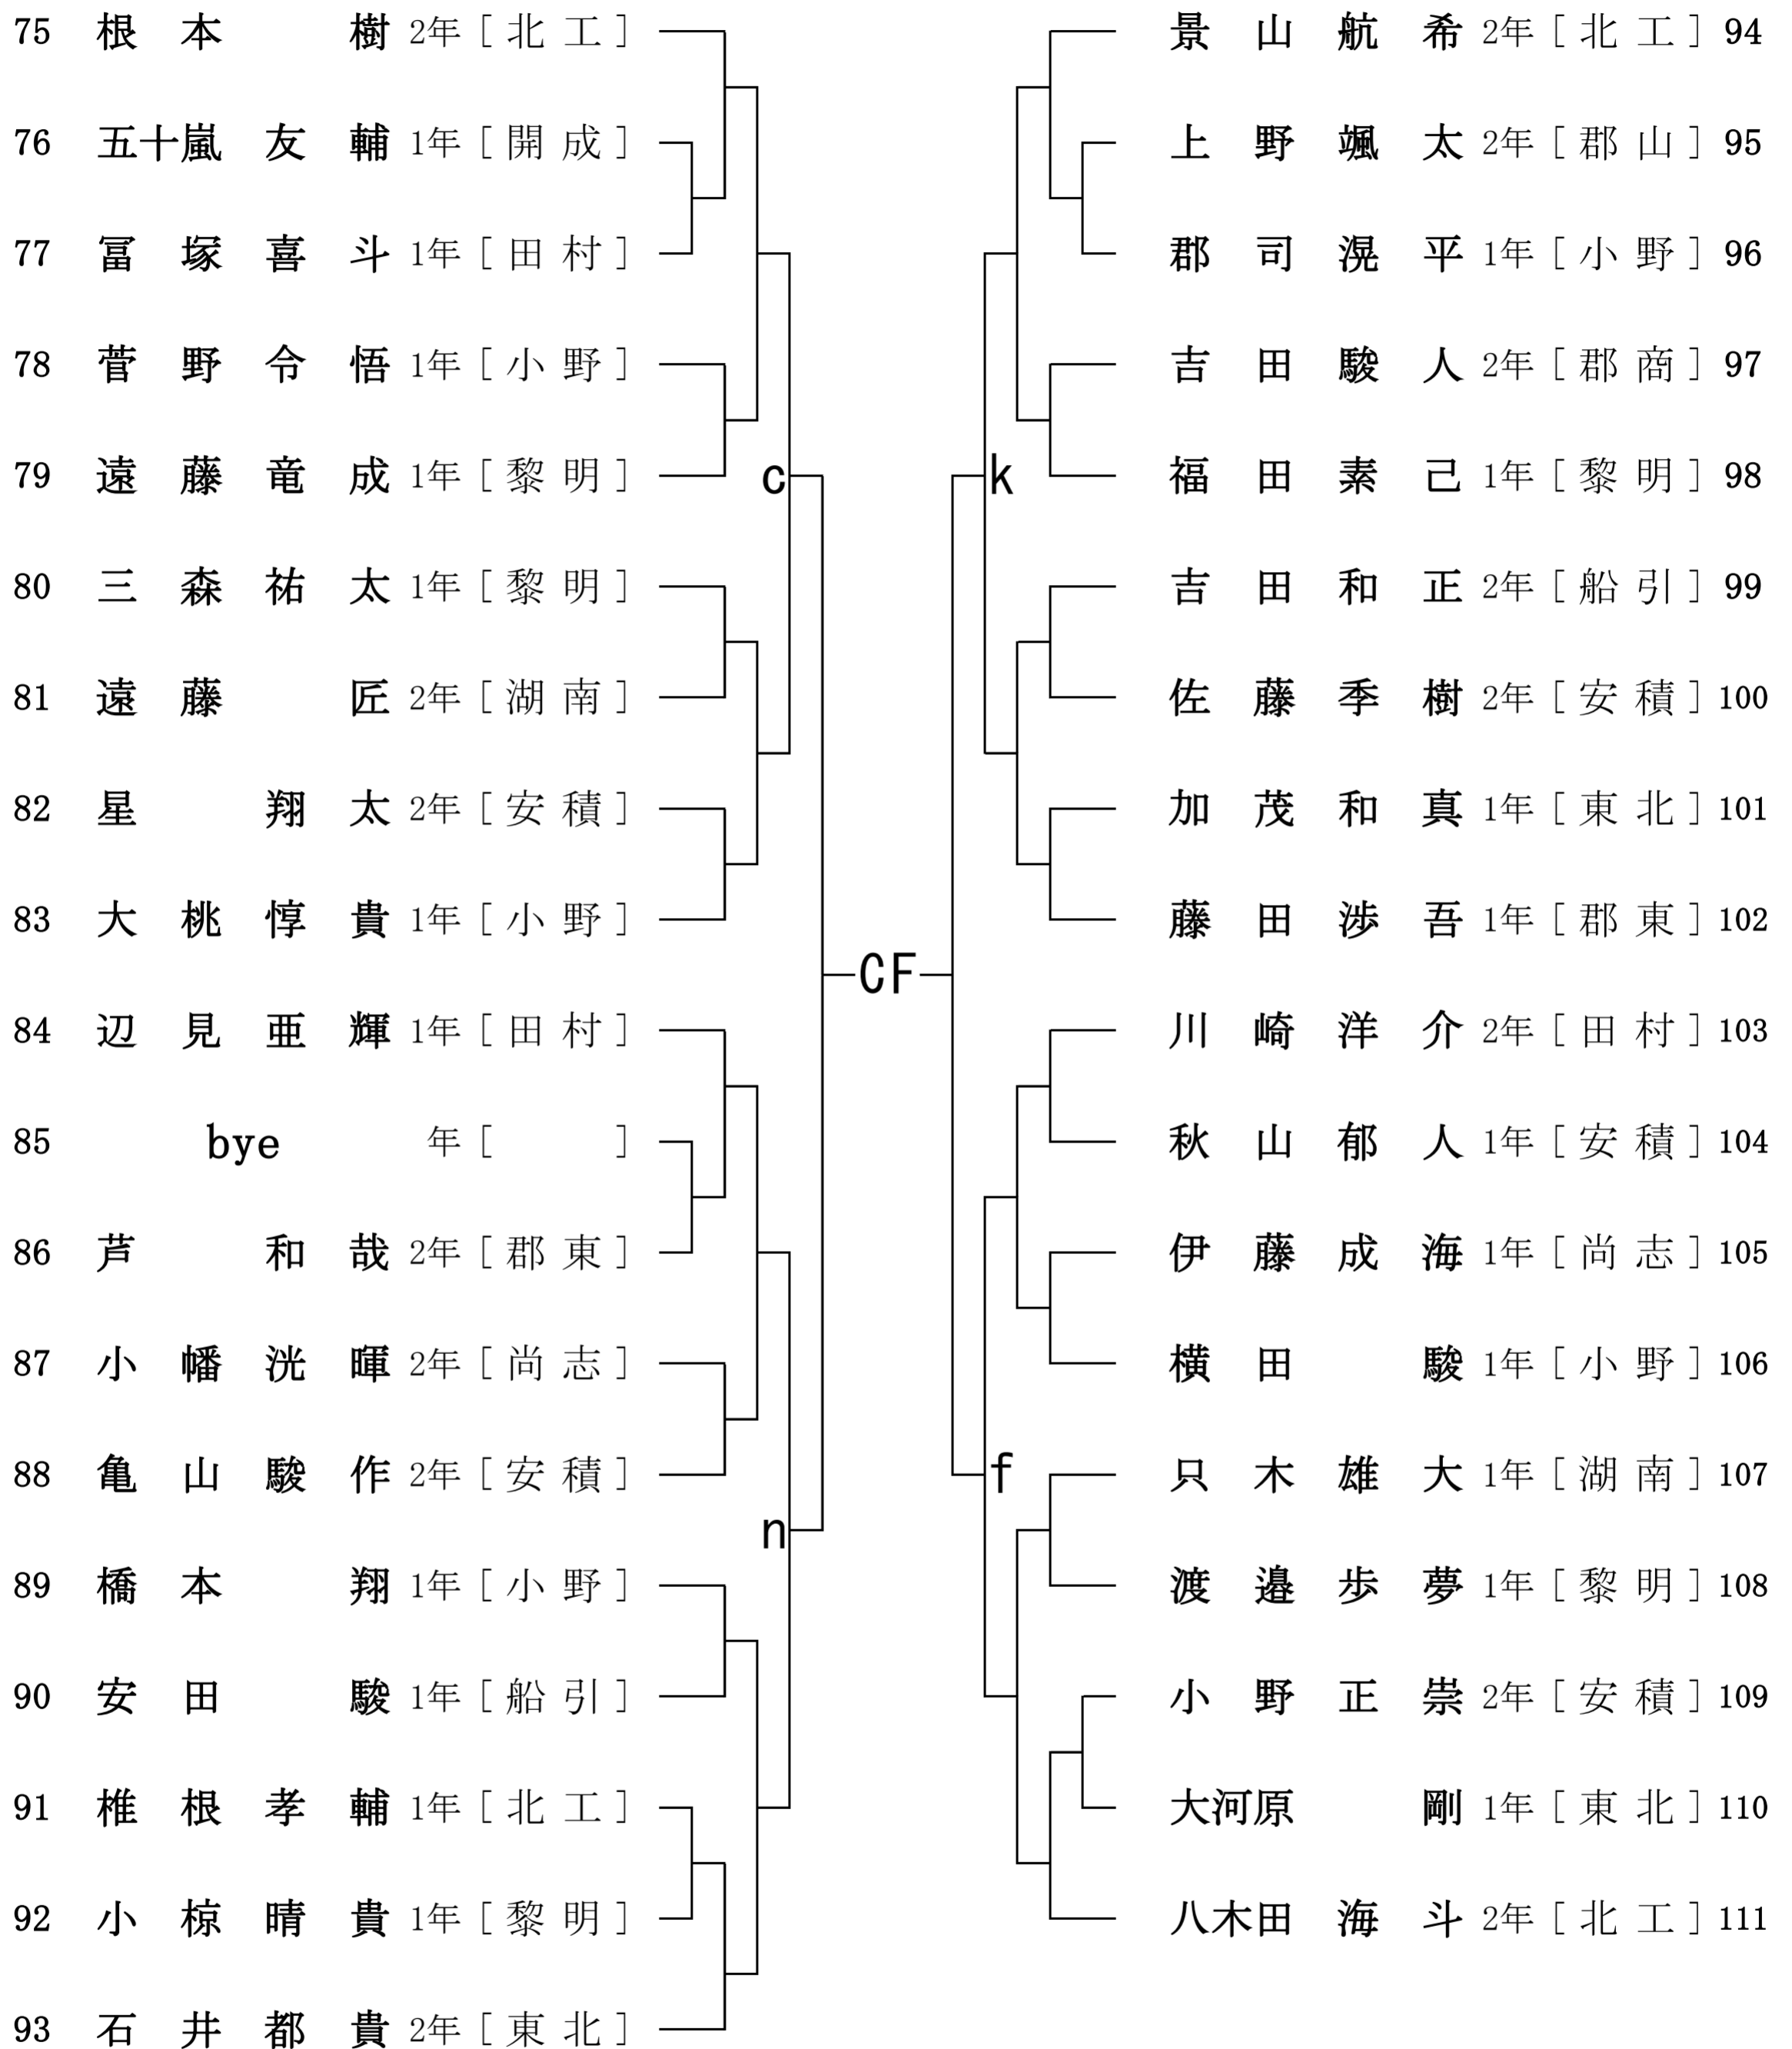 75 根本 樹 2年 [ 北工 ]
景山航希 2年 [ 北工 ] 94
76 五十嵐友輔 1年 [ 開成 ]
上野颯太 2年 [ 郡山 ] 95
77 冨塚喜斗 1年 [ 田村 ]
郡司滉平 1年 [ 小野 ] 96
78 菅野令悟 1年 [ 小野 ]
吉田駿人 2年 [ 郡商 ] 97
79 遠藤竜成 1年 [ 黎明 ]
c
k
福田素己 1年 [ 黎明 ] 98
80 三森祐太 1年 [ 黎明 ]
吉田和正 2年 [ 船引 ] 99
81 遠藤 匠 2年 [ 湖南 ]
佐藤季樹 2年 [ 安積 ] 100
82 星 翔太 2年 [ 安積 ]
加茂和真 1年 [ 東北 ] 101
83 大桃惇貴 1年 [ 小野 ]
藤田渉吾 1年 [ 郡東 ] 102
CF
84 辺見亜輝 1年 [ 田村 ]
川崎洋介 2年 [ 田村 ] 103
85 bye 年 [ ]
秋山郁人 1年 [ 安積 ] 104
86 芦 和哉 2年 [ 郡東 ]
伊藤成海 1年 [ 尚志 ] 105
87 小幡洸暉 2年 [ 尚志 ]
横田 駿 1年 [ 小野 ] 106
88 亀山駿作 2年 [ 安積 ]
f
只木雄大 1年 [ 湖南 ] 107
n
89 橋本 翔 1年 [ 小野 ]
渡邉歩夢 1年 [ 黎明 ] 108
90 安田 駿 1年 [ 船引 ]
小野正崇 2年 [ 安積 ] 109
91 椎根孝輔 1年 [ 北工 ]
大河原 剛 1年 [ 東北 ] 110
92 小椋晴貴 1年 [ 黎明 ]
八木田海斗 2年 [ 北工 ] 111
93 石井都貴 2年 [ 東北 ]